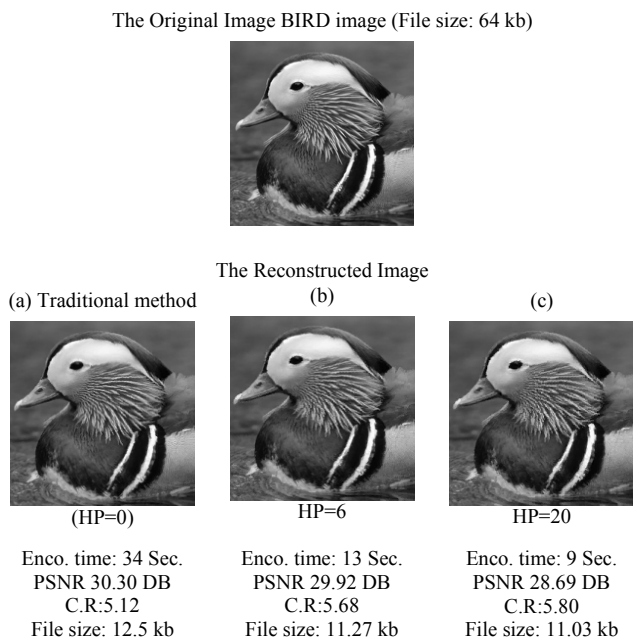 The Original Image BIRD image (File size: 64 kb)
The Reconstructed Image
(a) Traditional method
(b)
(c)
(HP=0)
HP=6
HP=20
Enco. time: 34 Sec.
PSNR 30.30 DB
C.R:5.12
File size: 12.5 kb
Enco. time: 13 Sec.
PSNR 29.92 DB
C.R:5.68
File size: 11.27 kb
Enco. time: 9 Sec.
PSNR 28.69 DB
C.R:5.80
File size: 11.03 kb